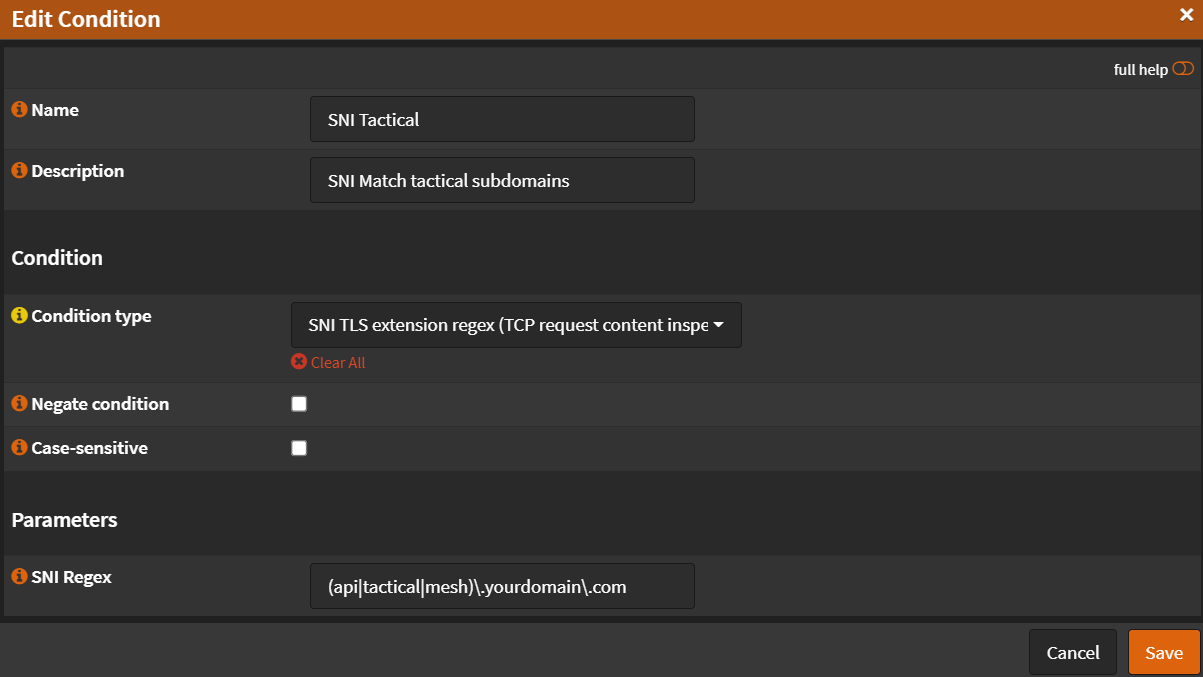 Edit Condition
full help
Name
SNI Tactical
Description
SNI Match tactical subdomains
Condition
Condition type
SNI TLS extension regex (TCP request content inspe
Clear All
Negate condition
Case-sensitive
Parameters
SNI Regex
(api|tactical|mesh)\.yourdomain\.com
Cancel
Save